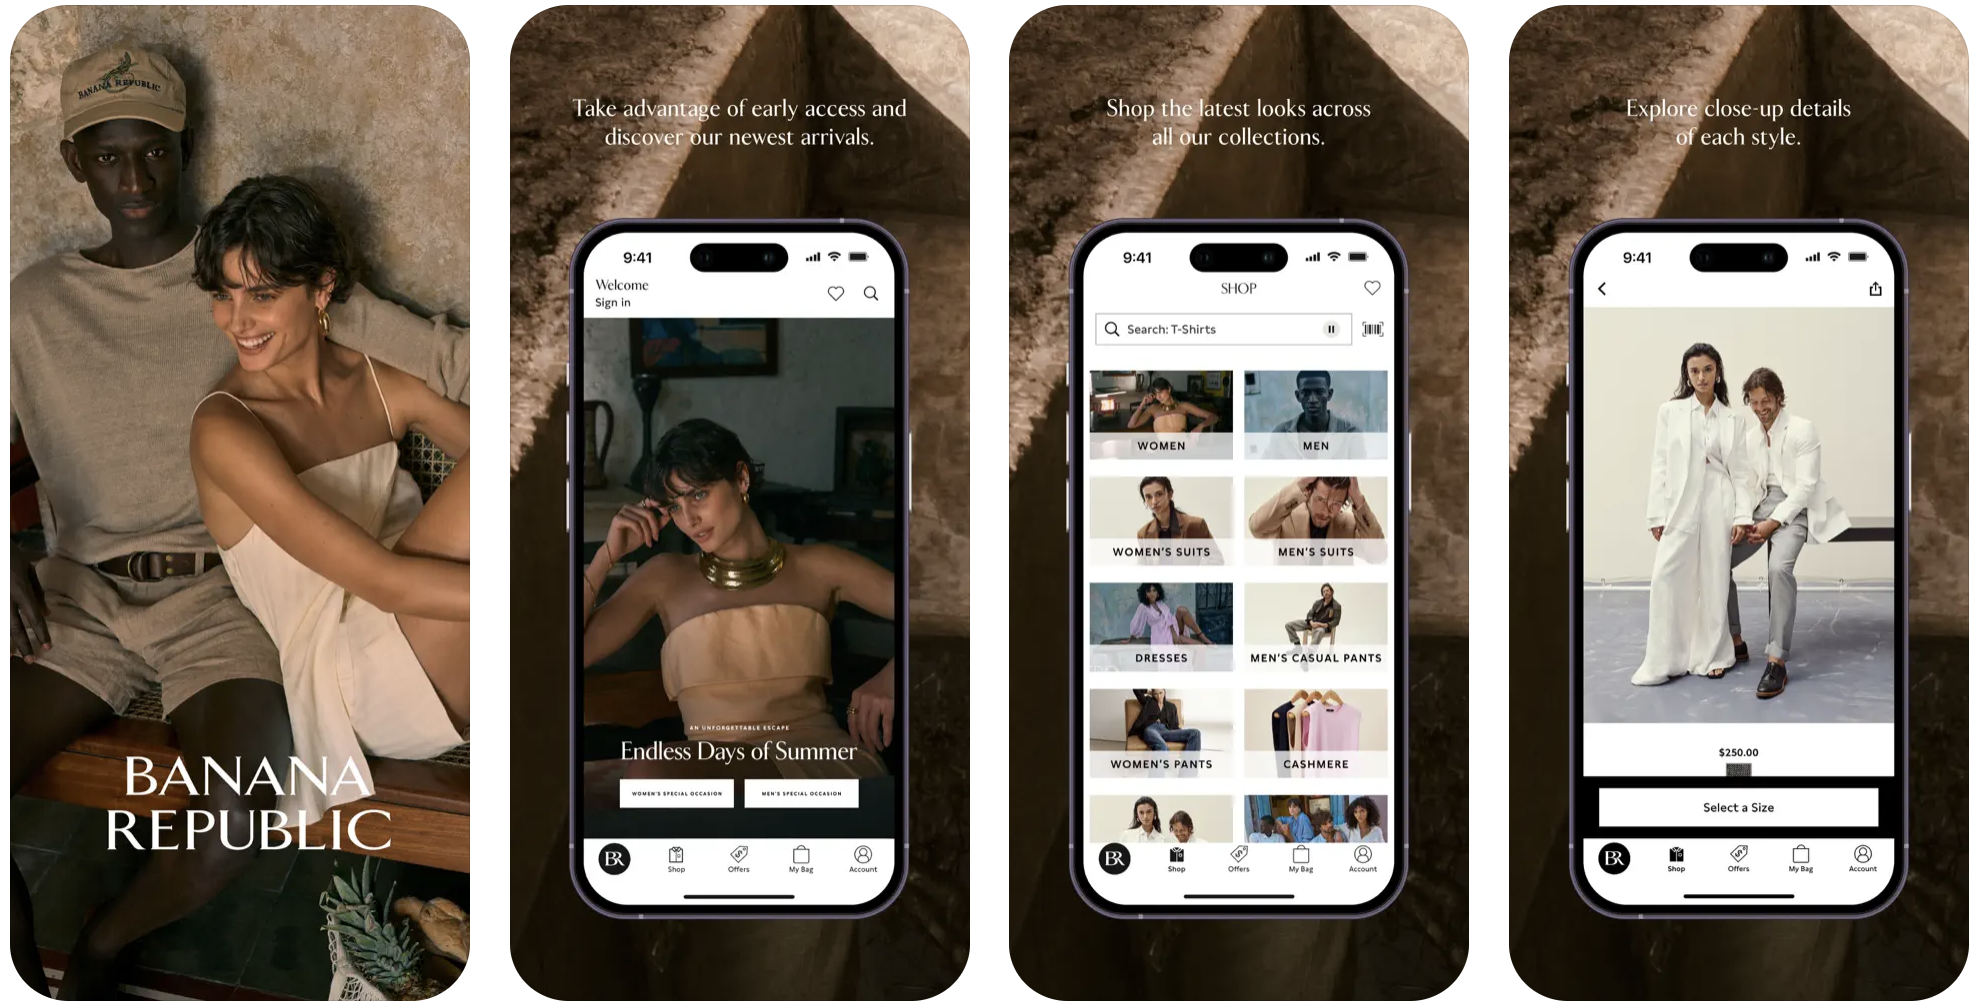 BANANA REPUBLIC
BANANA
REPUBLIC
Take advantage of early access and
discover our newest arrivals.
9:41
Welcome
Sign in
AN UNFORGETTABLE ESCAPE
Endless Days of Summer
WOMEN'S SPECIAL OCCASION
MEN'S SPECIAL OCCASION
BR
Shop
Offers
My Bag
Account
Shop the latest looks across
all our collections.
9:41
SHOP
Search: T-Shirts
WOMEN
MEN
WOMEN'S SUITS
MEN'S SUITS
DRESSES
MEN'S CASUAL PANTS
WOMEN'S PANTS
CASHMERE
BR
Shop
Offers
My Bag
Account
Explore close-up details
of each style.
9:41
$250.00
Select a Size
BR
Shop
Offers
My Bag
Account